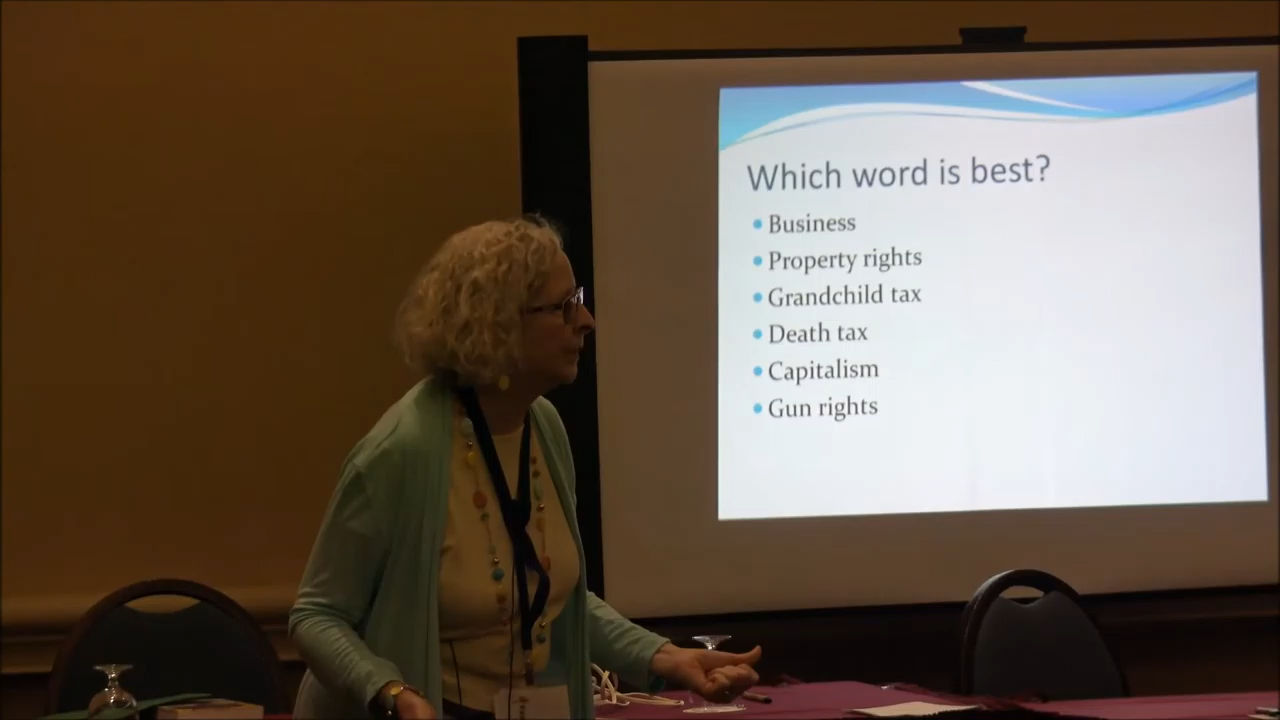 Which word is best?
Business
Property rights
Grandchild tax
Death tax
Capitalism
Gun rights